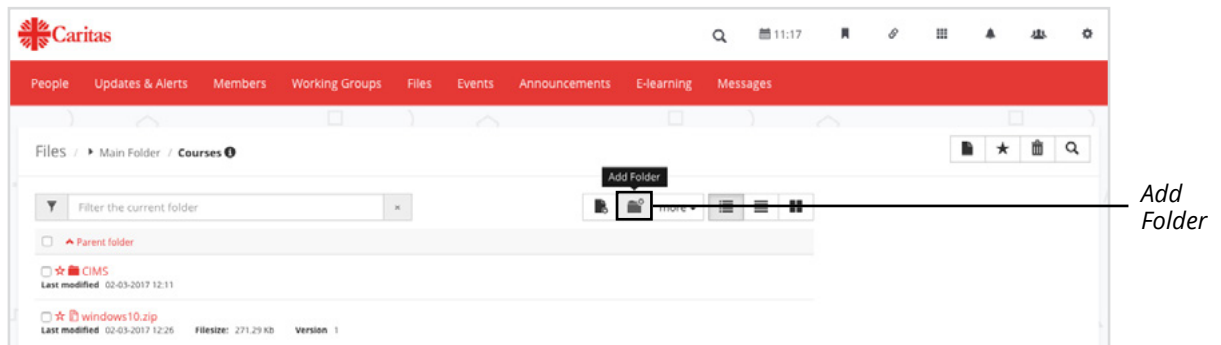 Caritas
11:17
People Updates & Alerts Members Working Groups Files Events Announcements E-learning Messages
Files / Main Folder / Courses
Add Folder
Filter the current folder ×
more
Add
Folder
Parent folder
CIMS
Last modified 02-03-2017 12:11
windows10.zip
Last modified 02-03-2017 12:26 Filesize: 271.29 Kb Version 1